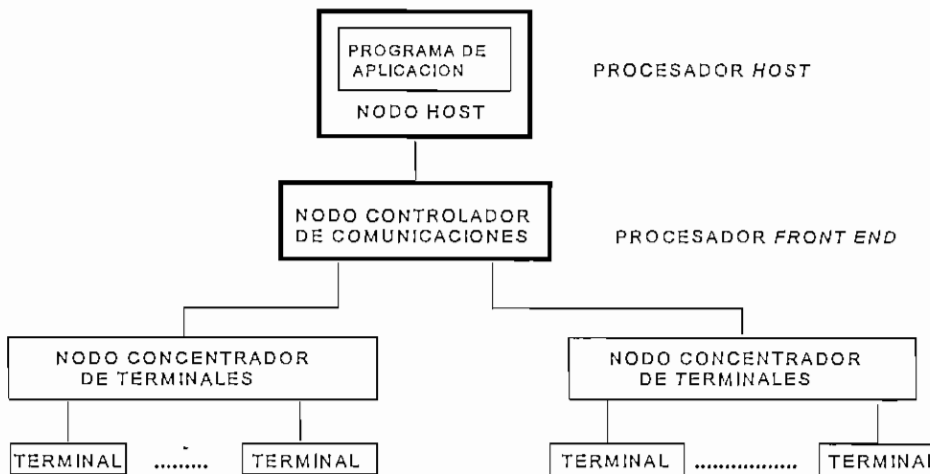 PROGRAMA DE
APLICACION
PROCESADOR HOST
NODO HOST
NODO CONTROLADOR
DE COMUNICACIONES
PROCESADOR FRONT END
NODO CONCENTRADOR
DE TERMINALES
NODO CONCENTRADOR
DE TERMINALES
TERMINAL ......... TERMINAL
TERMINAL ................. TERMINAL